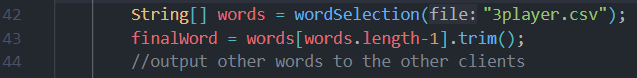 42 String[] words = wordSelection( file: "3player.csv");
43 finalWord = words[words.length-1].trim();
44 //output other words to the other clients